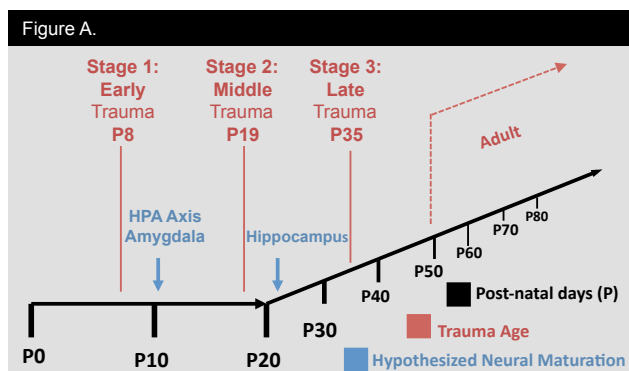 Figure A.
Stage 1:
Early
Trauma
P8
Stage 2:
Middle
Trauma
P19
Stage 3:
Late
Trauma
P35
Adult
HPA Axis
Amygdala
Hippocampus
P0
P10
P20
P30
P40
P50
P60
P70
P80
Post-natal days (P)
Trauma Age
Hypothesized Neural Maturation